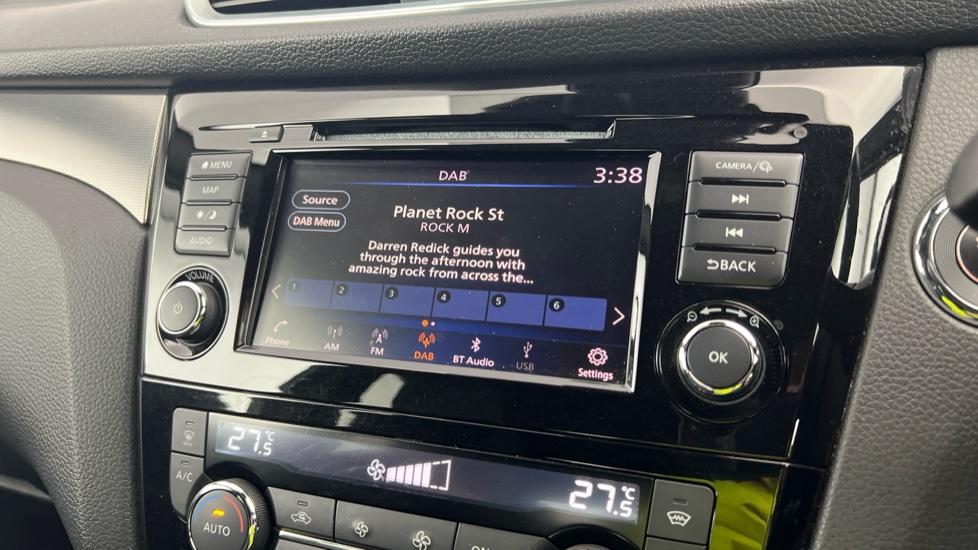 DAB
3:38
Source
DAB Menu
Planet Rock St
ROCK M
Darren Redick guides you
through the afternoon with
amazing rock from across the...
1 2 3 4 5 6
Phone AM FM DAB BT Audio USB Settings
MENU
MAP
AUDIO
VOLUME
CAMERA/
BACK
OK
27.5°C
27.5°C
A/C
AUTO